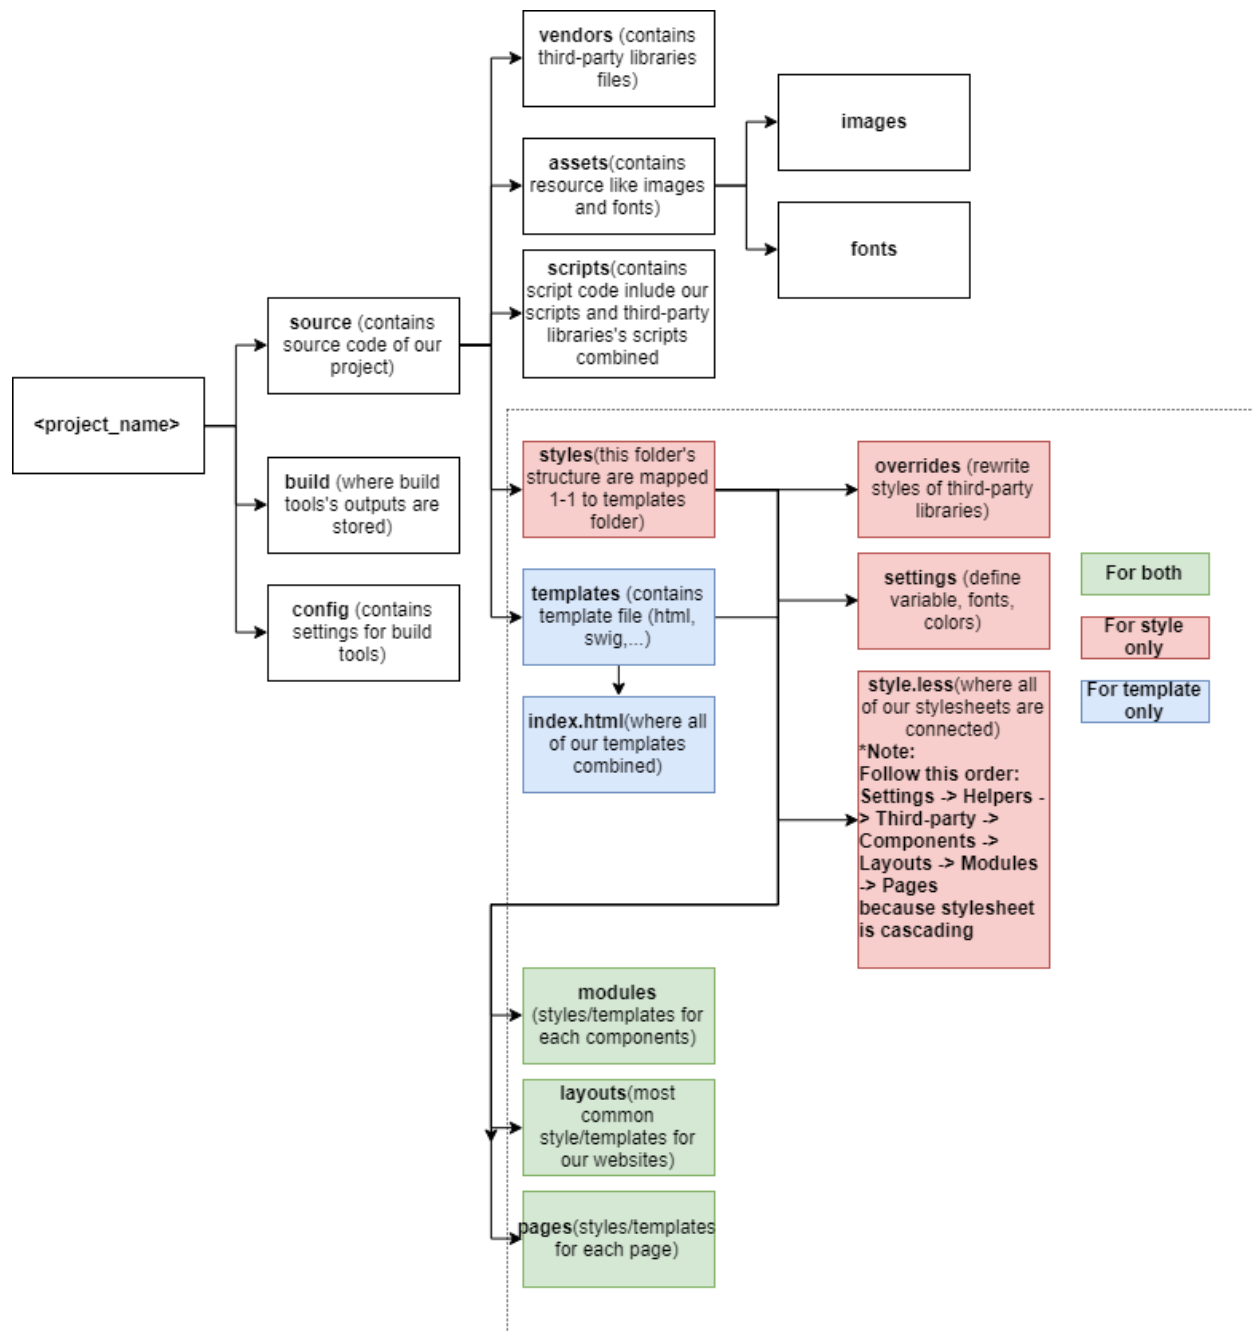 vendors (contains
third-party libraries
files)
images
assets(contains
resource like images
and fonts)
fonts
scripts(contains
script code inlude our
scripts and third-party
libraries's scripts
combined
source (contains
source code of our
project)
<project_name>
build (where build
tools's outputs are
stored)
config (contains
settings for build
tools)
styles(this folder's
structure are mapped
1-1 to templates
folder)
overrides (rewrite
styles of third-party
libraries)
templates (contains
template file (html,
swig,...)
settings (define
variable, fonts,
colors)
For both
For style
only
For template
only
index.html(where all
of our templates
combined)
style.less(where all
of our stylesheets are
connected)
*Note:
Follow this order:
Settings -> Helpers -
> Third-party ->
Components ->
Layouts -> Modules
-> Pages
because stylesheet
is cascading
modules
(styles/templates for
each components)
layouts(most
common
style/templates for
our websites)
pages(styles/templates
for each page)